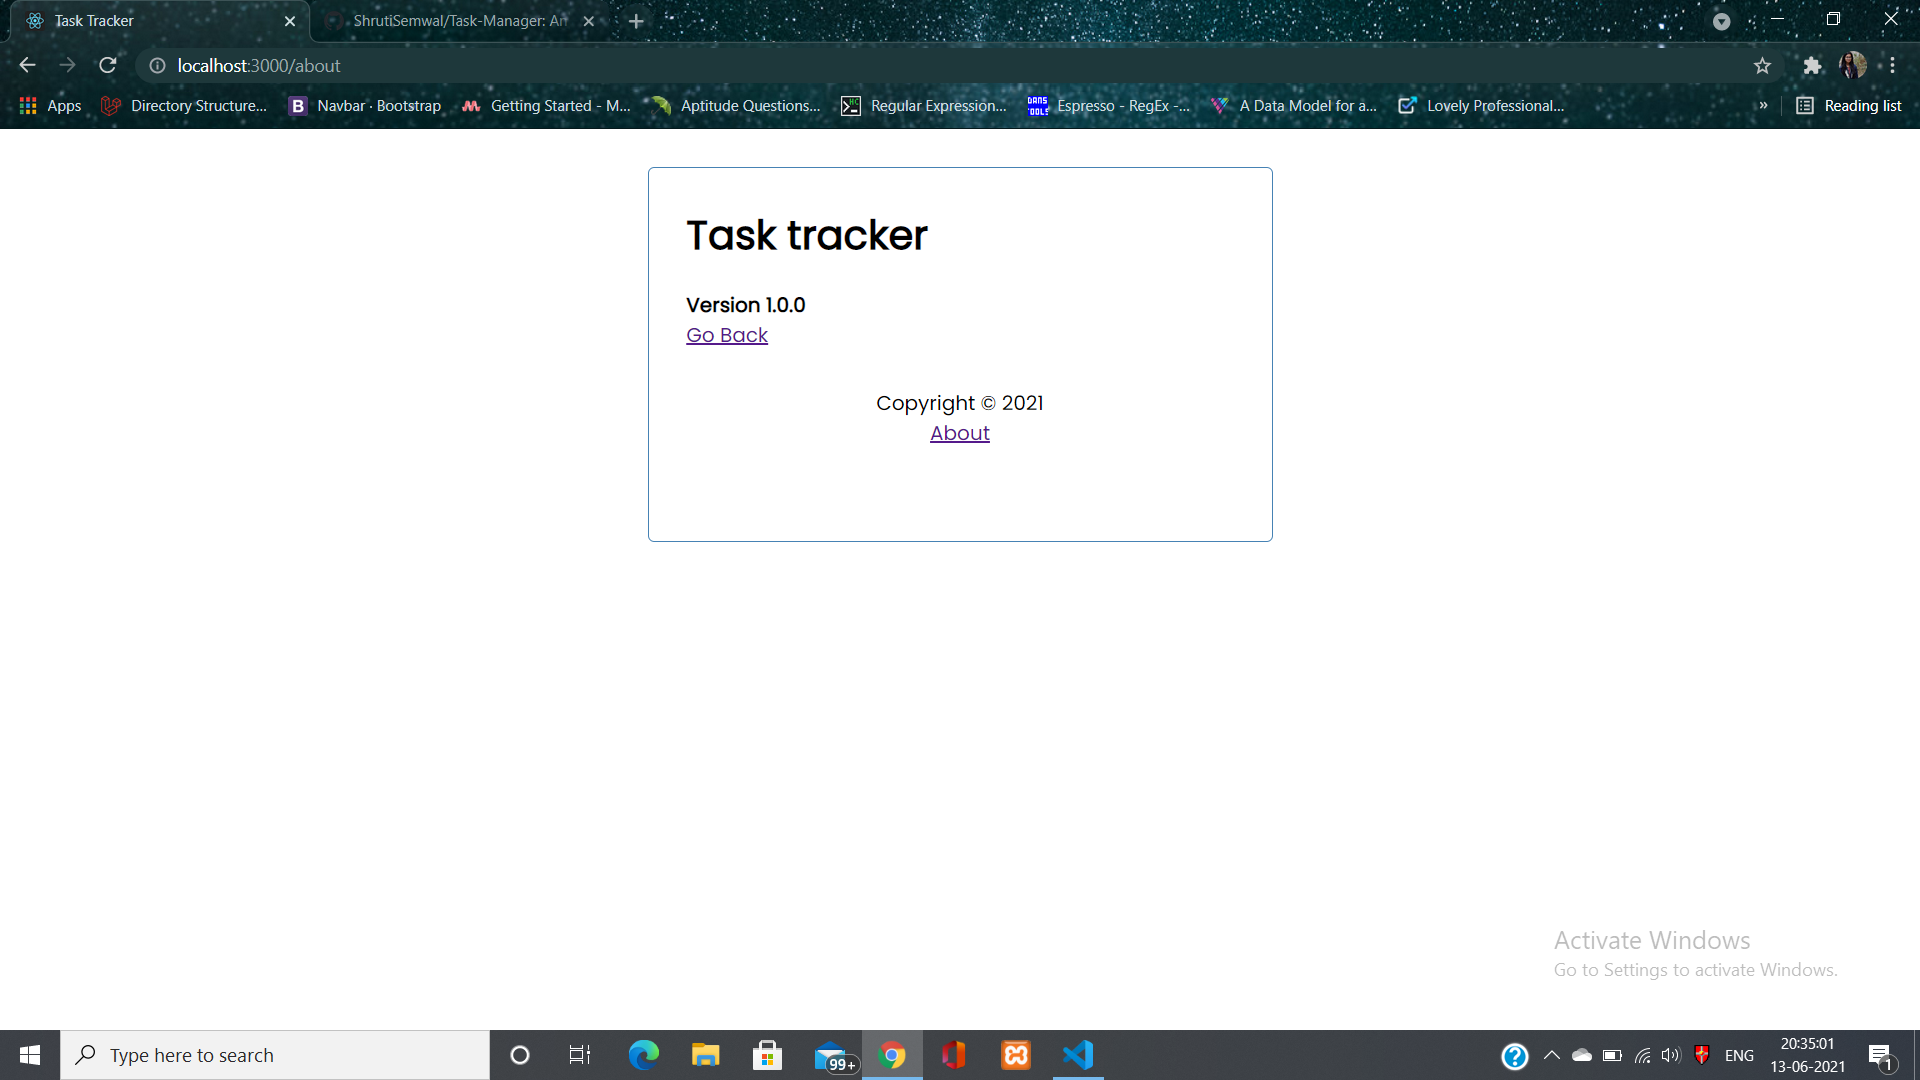 Task Tracker
ShrutiSemwal/Task-Manager: An
localhost:3000/about
Apps
Directory Structure...
B
Navbar · Bootstrap
Getting Started - M...
Aptitude Questions...
Regular Expression...
DANS TOOLS
Espresso - RegEx -...
A Data Model for a...
Lovely Professional...
»
Reading list
Task tracker
Version 1.0.0
Go Back
Copyright © 2021
About
Activate Windows
Go to Settings to activate Windows.
Type here to search
99+
ENG
20:35:01
13-06-2021
1